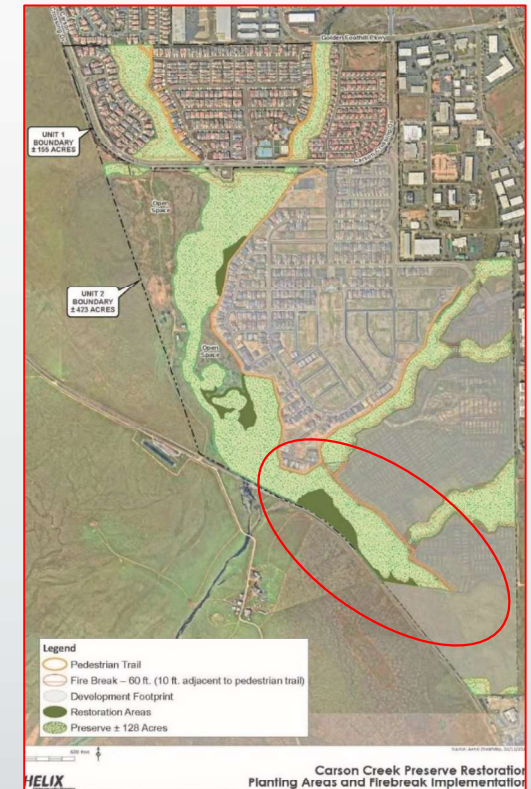 Golden Foothill Pkwy
UNIT 1
BOUNDARY
± 155 ACRES
Open
Space
UNIT 2
BOUNDARY
± 423 ACRES
Open
Space
Legend
Pedestrian Trail
Fire Break – 60 ft. (10 ft. adjacent to pedestrian trail)
Development Footprint
Restoration Areas
Preserve ± 128 Acres
HELIX
Carson Creek Preserve Restoration
Planting Areas and Firebreak Implementation